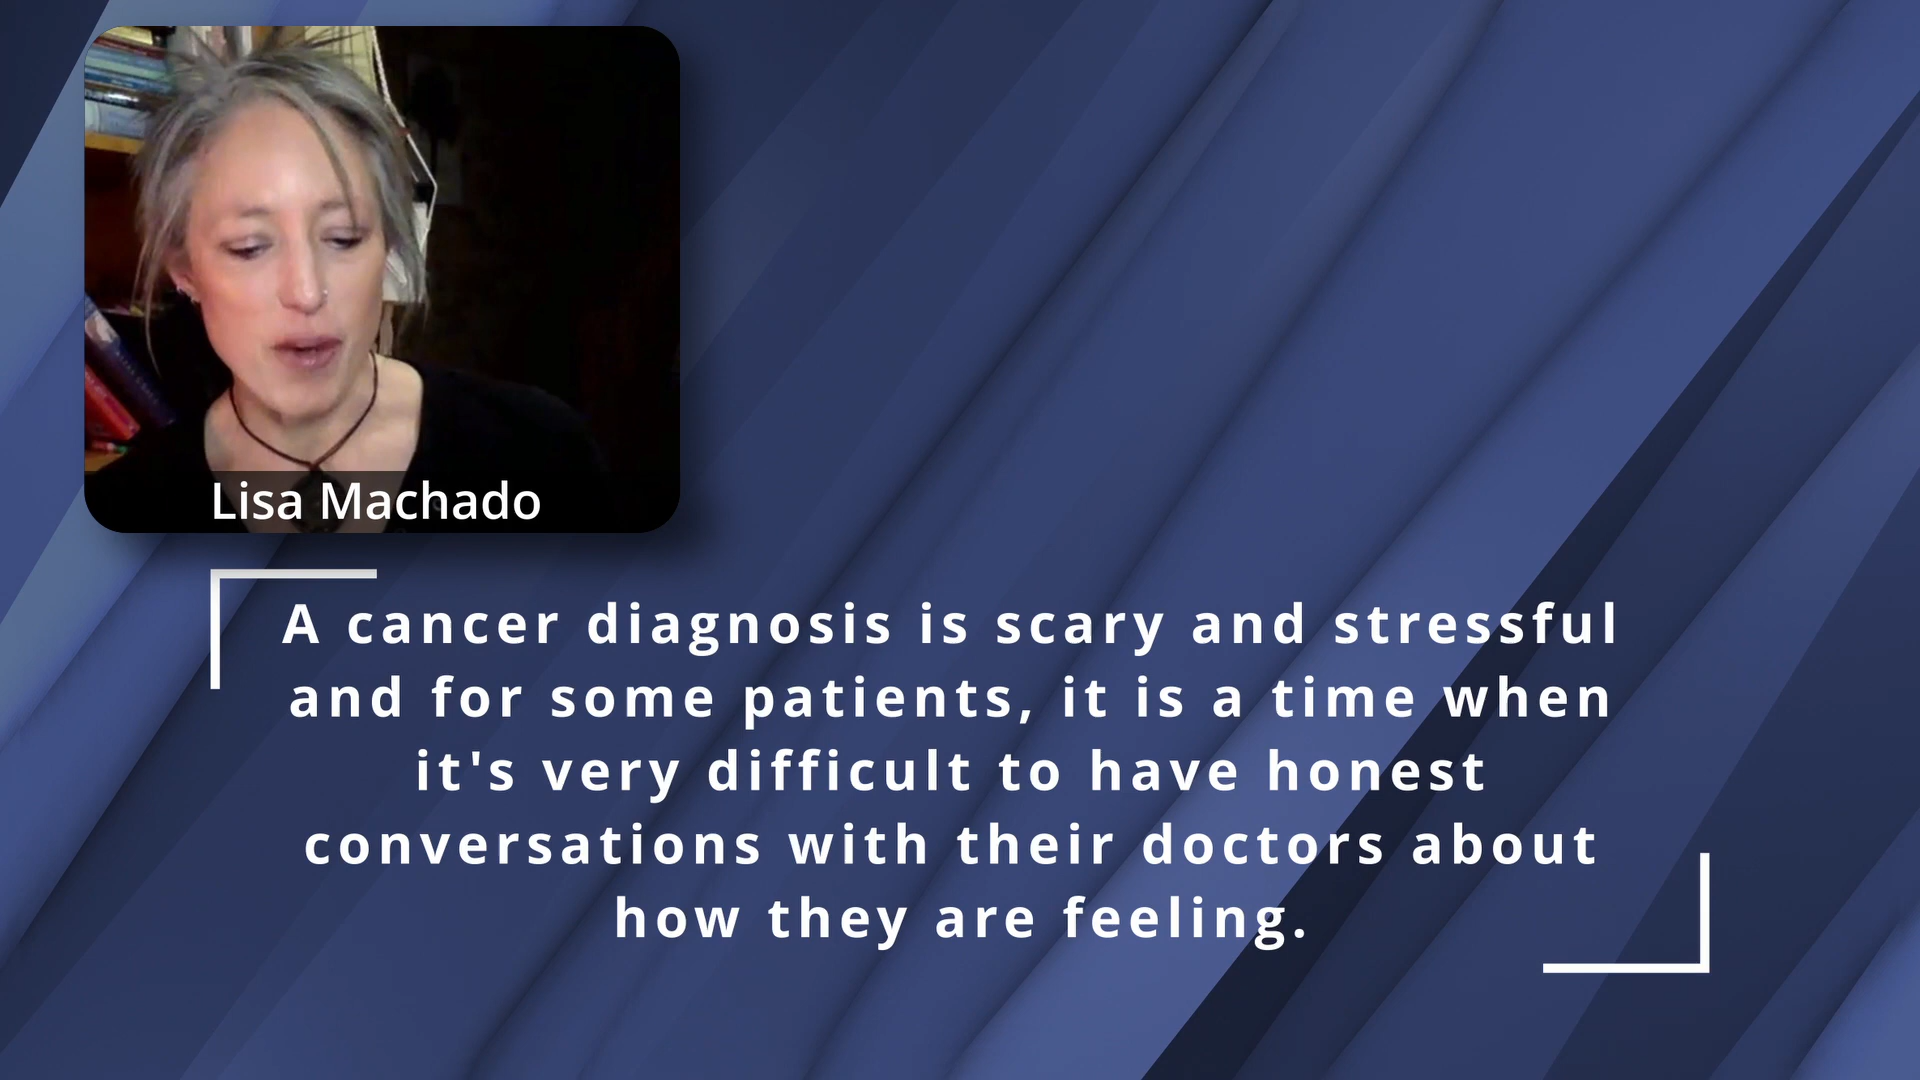 Lisa Machado
A cancer diagnosis is scary and stressful
and for some patients, it is a time when
it's very difficult to have honest
conversations with their doctors about
how they are feeling.